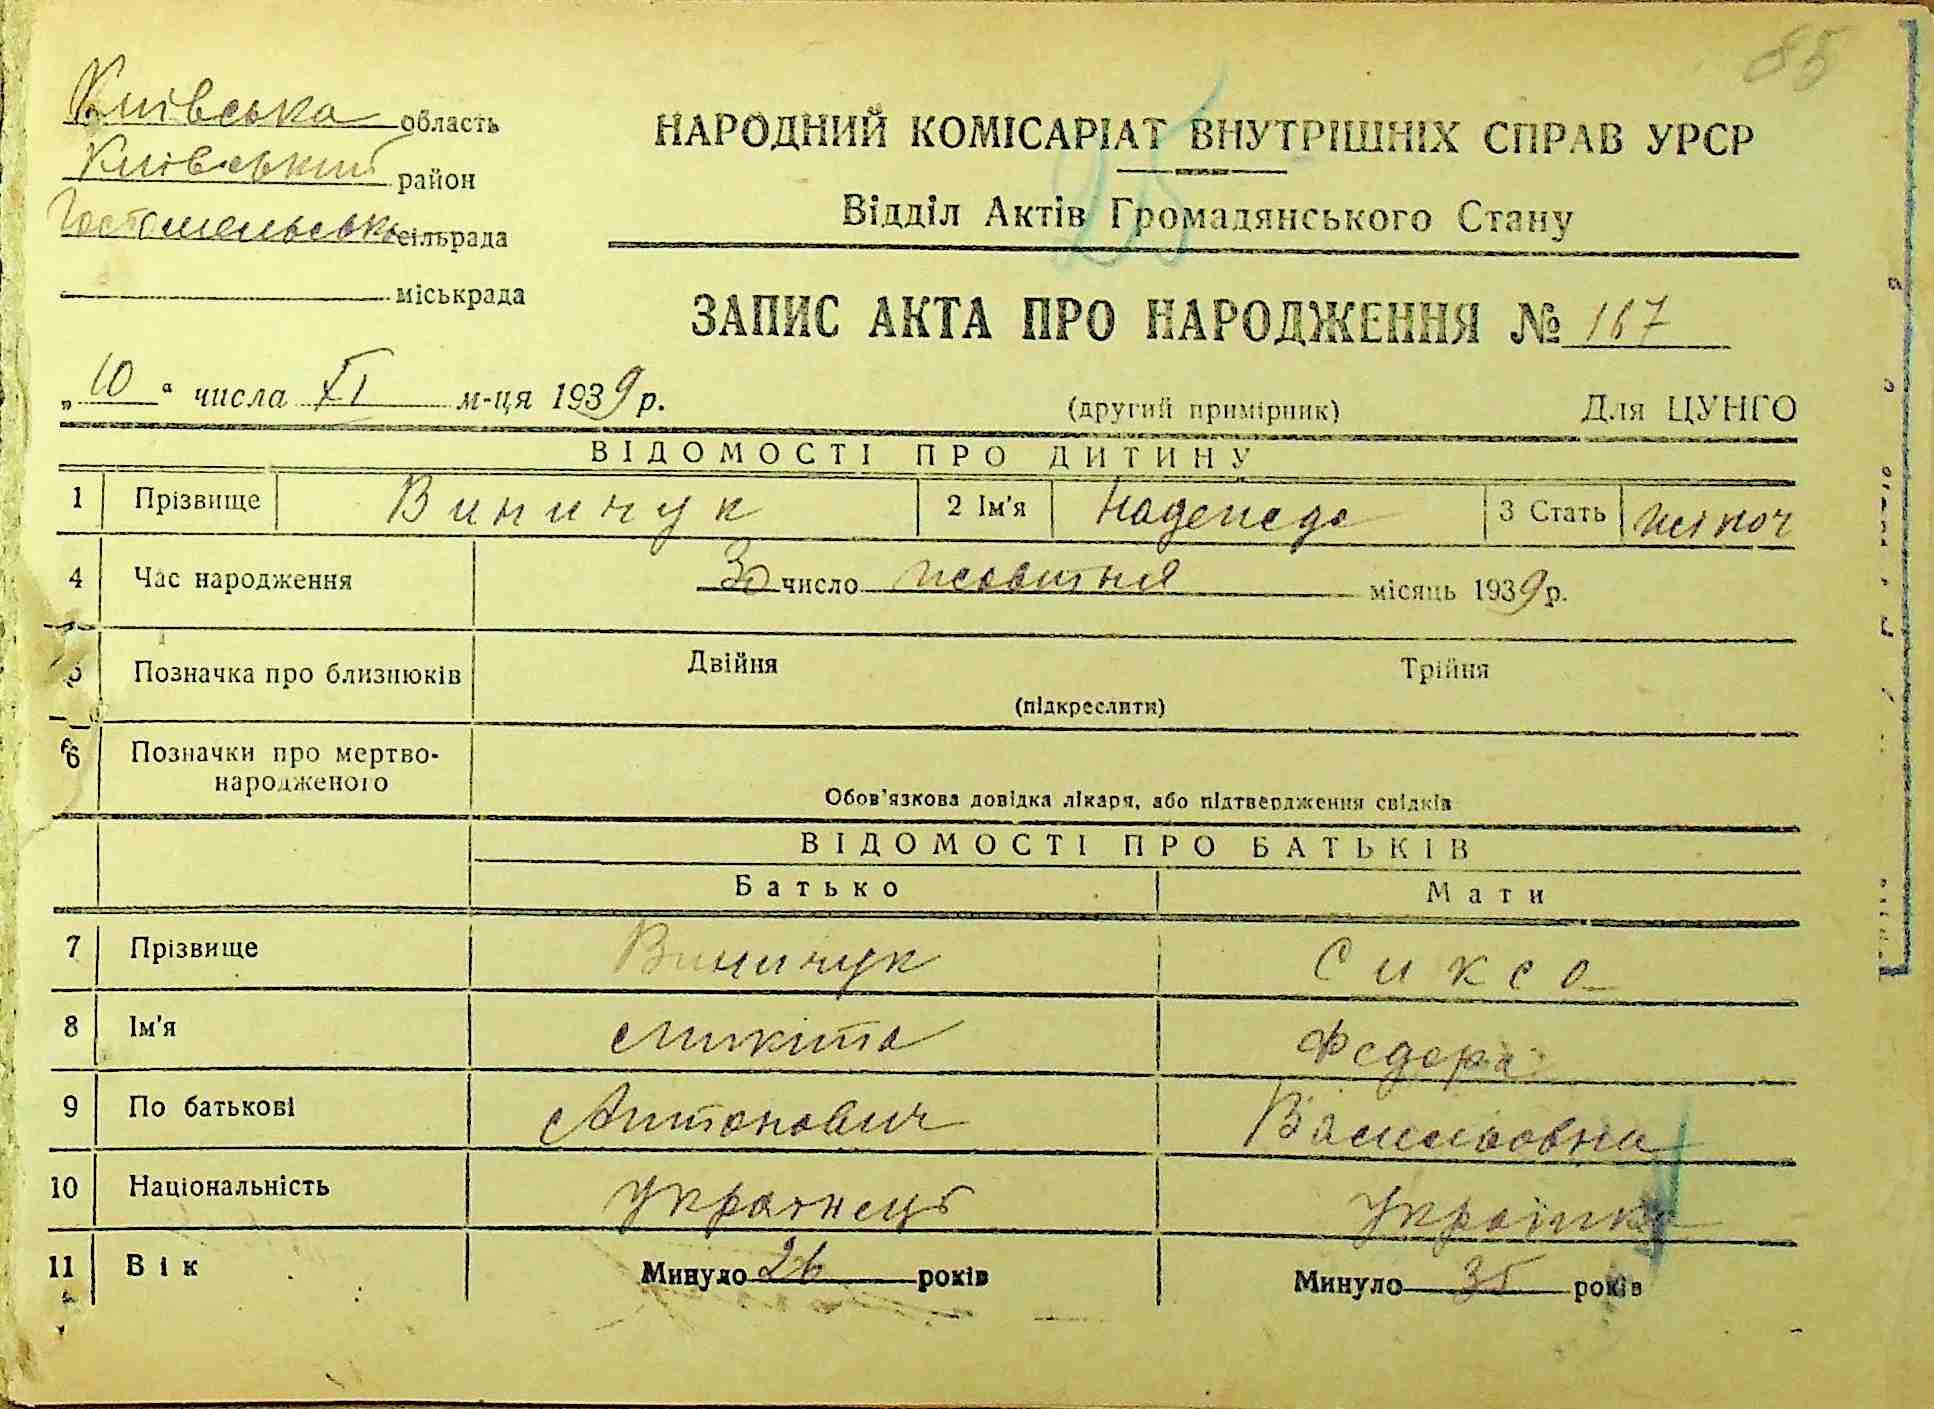 85
Київська область
Київський район
Гостомельська сільрада
міськрада
НАРОДНИЙ КОМІСАРІАТ ВНУТРІШНІХ СПРАВ УРСР
25
Відділ Актів Громадянського Стану
ЗАПИС АКТА ПРО НАРОДЖЕННЯ № 167
„10“ числа XI м-ця 1939 р.
(другий примірник) Для ЦУНГО
ВІДОМОСТІ ПРО ДИТИНУ
1 Прізвище Виничук 2 Ім'я Надежда 3 Стать жіноч
4 Час народження 30 число жовтня місяць 1939 р.
5 Позначка про близнюків Двійня Трійня
(підкреслити)
6 Позначки про мертво-
народженого
Обов'язкова довідка лікаря, або підтвердження свідків
ВІДОМОСТІ ПРО БАТЬКІВ
Батько Мати
7 Прізвище Виничук Сиксо
8 Ім'я Микита Федора
9 По батькові Антонович Васильовна
10 Національність Українець Українка
11 Вік Минуло 26 років Минуло 35 років